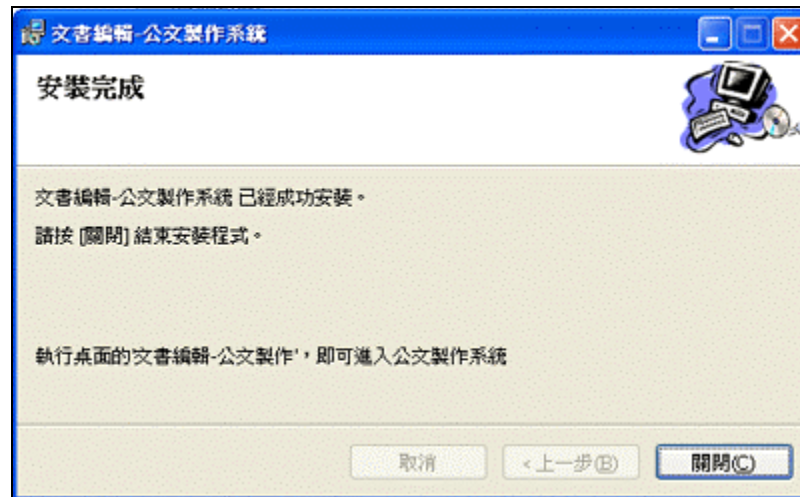 文書編輯-公文製作系統
安裝完成
文書編輯-公文製作系統 已經成功安裝。
請按 [關閉] 結束安裝程式。
執行桌面的'文書編輯-公文製作'，即可進入公文製作系統
取消
<上一步(B)
關閉(C)